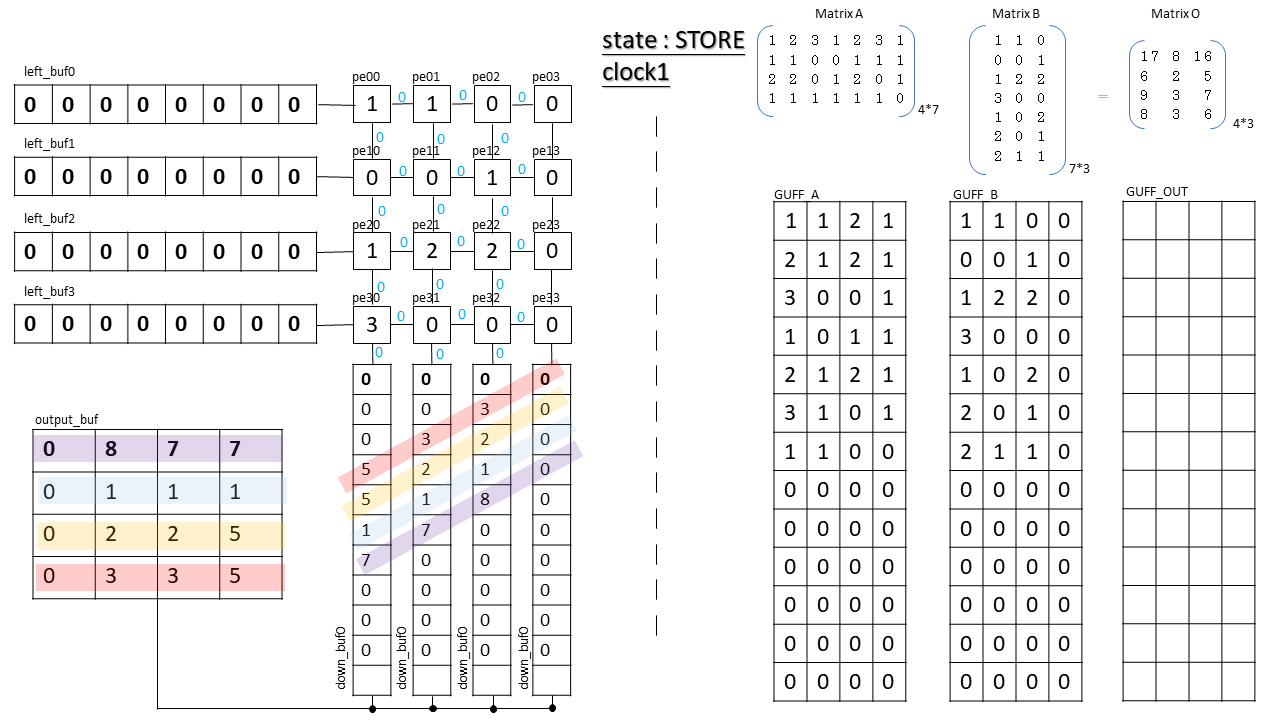 state : STORE
clock1
Matrix A
1 2 3 1 2 3 1
1 1 0 0 1 1 1
2 2 0 1 2 0 1
1 1 1 1 1 1 0
4*7
Matrix B
1 1 0
0 0 1
1 2 2
3 0 0
1 0 2
2 0 1
2 1 1
7*3
=
Matrix O
17 8 16
6 2 5
9 3 7
8 3 6
4*3
left_buf0
0 0 0 0 0 0 0 0
pe00 pe01 pe02 pe03
1 0 1 0 0 0 0
0 0 0
left_buf1
0 0 0 0 0 0 0 0
pe10 pe11 pe12 pe13
0 0 0 0 1 0 0
0 0 0
left_buf2
0 0 0 0 0 0 0 0
pe20 pe21 pe22 pe23
1 0 2 0 2 0 0
0 0 0
left_buf3
0 0 0 0 0 0 0 0
pe30 pe31 pe32 pe33
3 0 0 0 0 0 0
0 0 0
0 0 0 0
0 0 3 0
0 3 2 0
5 2 1 0
5 1 8 0
1 7 0 0
7 0 0 0
0 0 0 0
0 0 0 0
0 0 0 0
down_buf0
down_buf0
down_buf0
down_buf0
output_buf
0 8 7 7
0 1 1 1
0 2 2 5
0 3 3 5
GUFF_A
1 1 2 1
2 1 2 1
3 0 0 1
1 0 1 1
2 1 2 1
3 1 0 1
1 1 0 0
0 0 0 0
0 0 0 0
0 0 0 0
0 0 0 0
0 0 0 0
0 0 0 0
GUFF_B
1 1 0 0
0 0 1 0
1 2 2 0
3 0 0 0
1 0 2 0
2 0 1 0
2 1 1 0
0 0 0 0
0 0 0 0
0 0 0 0
0 0 0 0
0 0 0 0
0 0 0 0
GUFF_OUT